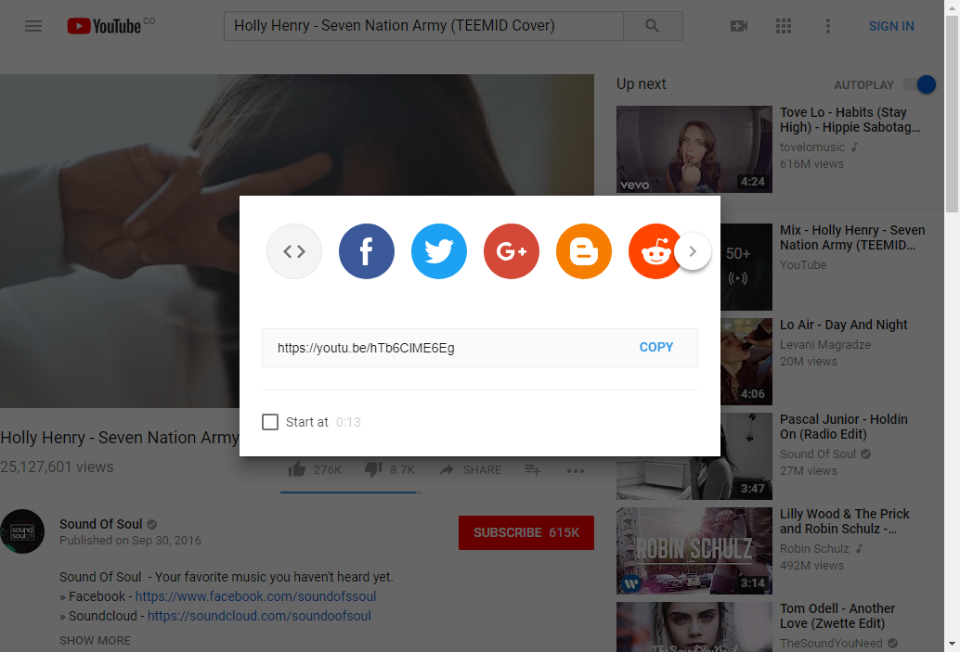 YouTube CO
Holly Henry - Seven Nation Army (TEEMID Cover)
SIGN IN
Up next
AUTOPLAY
Tove Lo - Habits (Stay
High) - Hippie Sabotag...
tovelomusic
616M views
vevo
4:24
Mix - Holly Henry - Seven
Nation Army (TEEMID...
YouTube
50+
G+
https://youtu.be/hTb6ClME6Eg
COPY
Start at 0:13
Lo Air - Day And Night
Levani Magradze
20M views
4:06
Holly Henry - Seven Nation Army
25,127,601 views
276K
8.7K
SHARE
Pascal Junior - Holdin
On (Radio Edit)
Sound Of Soul
27M views
3:47
Sound Of Soul
Published on Sep 30, 2016
SUBSCRIBE 615K
Sound Of Soul - Your favorite music you haven't heard yet.
» Facebook - https://www.facebook.com/soundofssoul
» Soundcloud - https://soundcloud.com/soundoofsoul
SHOW MORE
Lilly Wood & The Prick
and Robin Schulz -...
Robin Schulz
492M views
ROBIN SCHULZ
3:14
Tom Odell - Another
Love (Zwette Edit)
TheSoundYouNeed